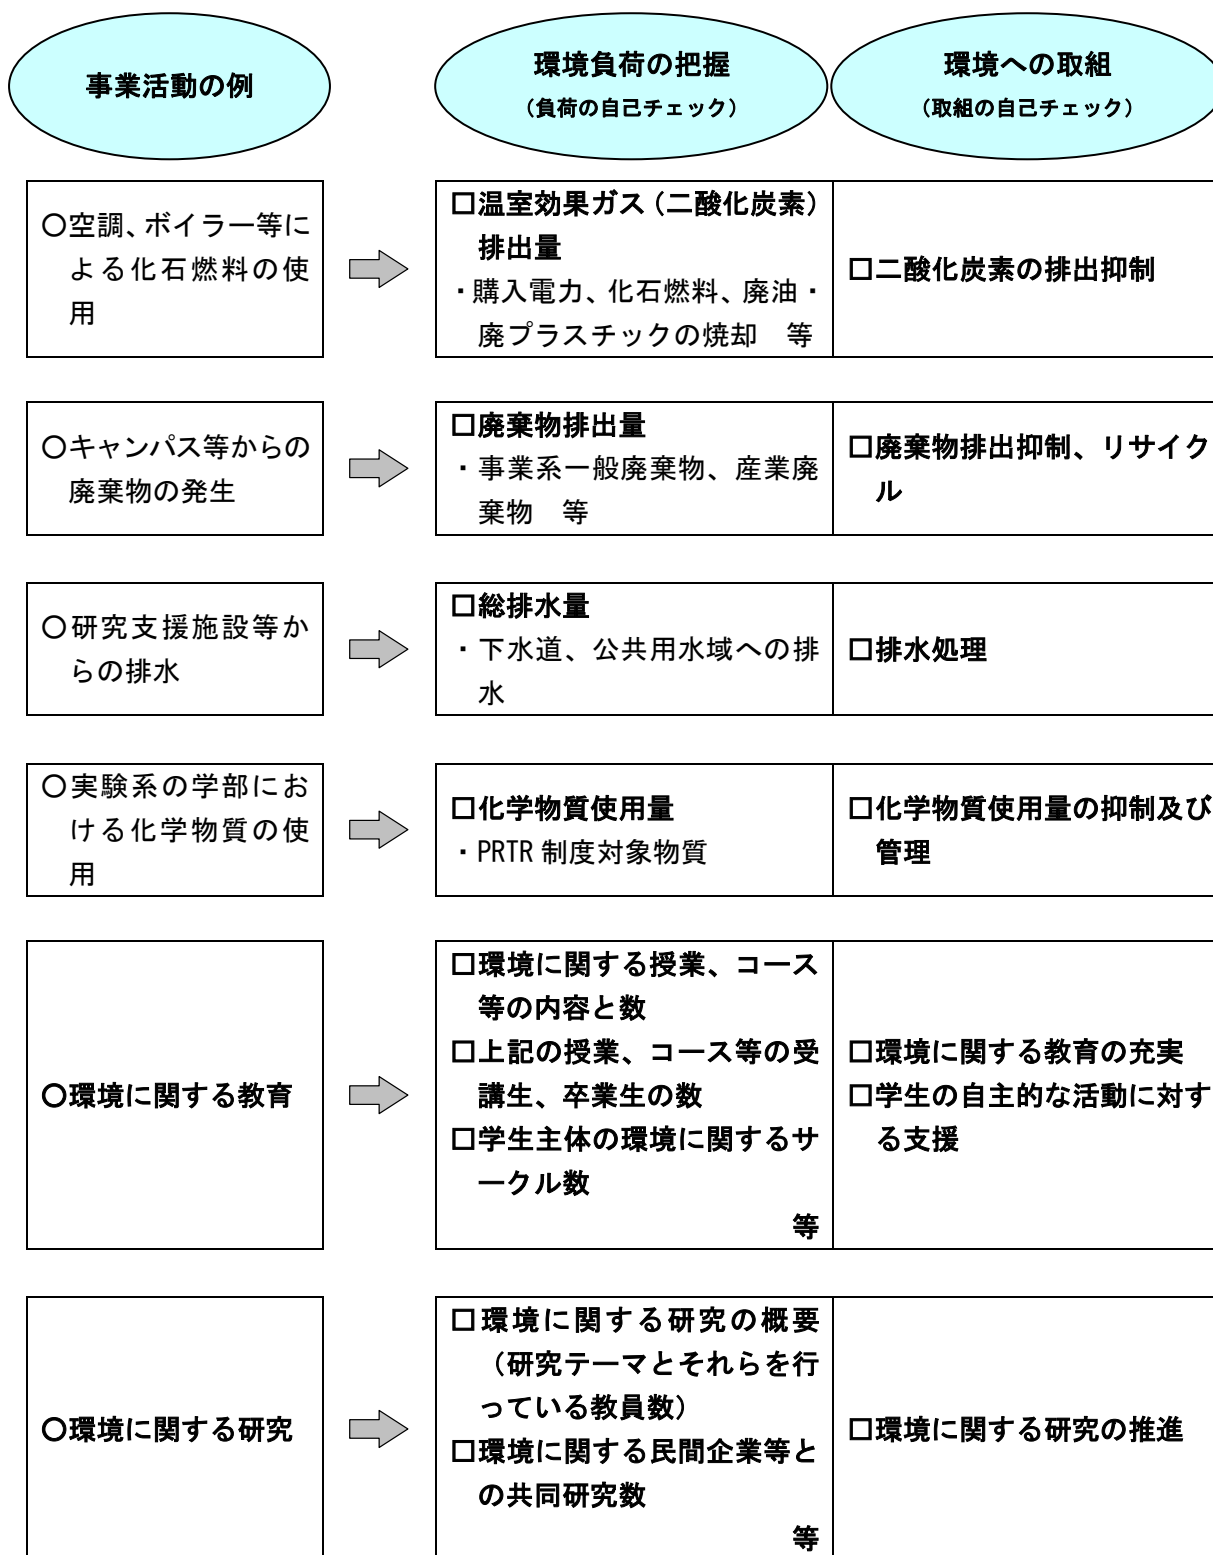 事業活動の例
環境負荷の把握
（負荷の自己チェック）
環境への取組
（取組の自己チェック）
〇空調、ボイラー等に
よる化石燃料の使
用
□温室効果ガス（二酸化炭素）
排出量
・購入電力、化石燃料、廃油・
廃プラスチックの焼却　等
□二酸化炭素の排出抑制
〇キャンパス等からの
廃棄物の発生
□廃棄物排出量
・事業系一般廃棄物、産業廃
棄物　等
□廃棄物排出抑制、リサイク
ル
〇研究支援施設等か
らの排水
□総排水量
・下水道、公共用水域への排
水
□排水処理
〇実験系の学部にお
ける化学物質の使
用
□化学物質使用量
・PRTR 制度対象物質
□化学物質使用量の抑制及び
管理
〇環境に関する教育
□環境に関する授業、コース
等の内容と数
□上記の授業、コース等の受
講生、卒業生の数
□学生主体の環境に関するサ
ークル数
等
□環境に関する教育の充実
□学生の自主的な活動に対す
る支援
〇環境に関する研究
□環境に関する研究の概要
（研究テーマとそれらを行
っている教員数）
□環境に関する民間企業等と
の共同研究数
等
□環境に関する研究の推進